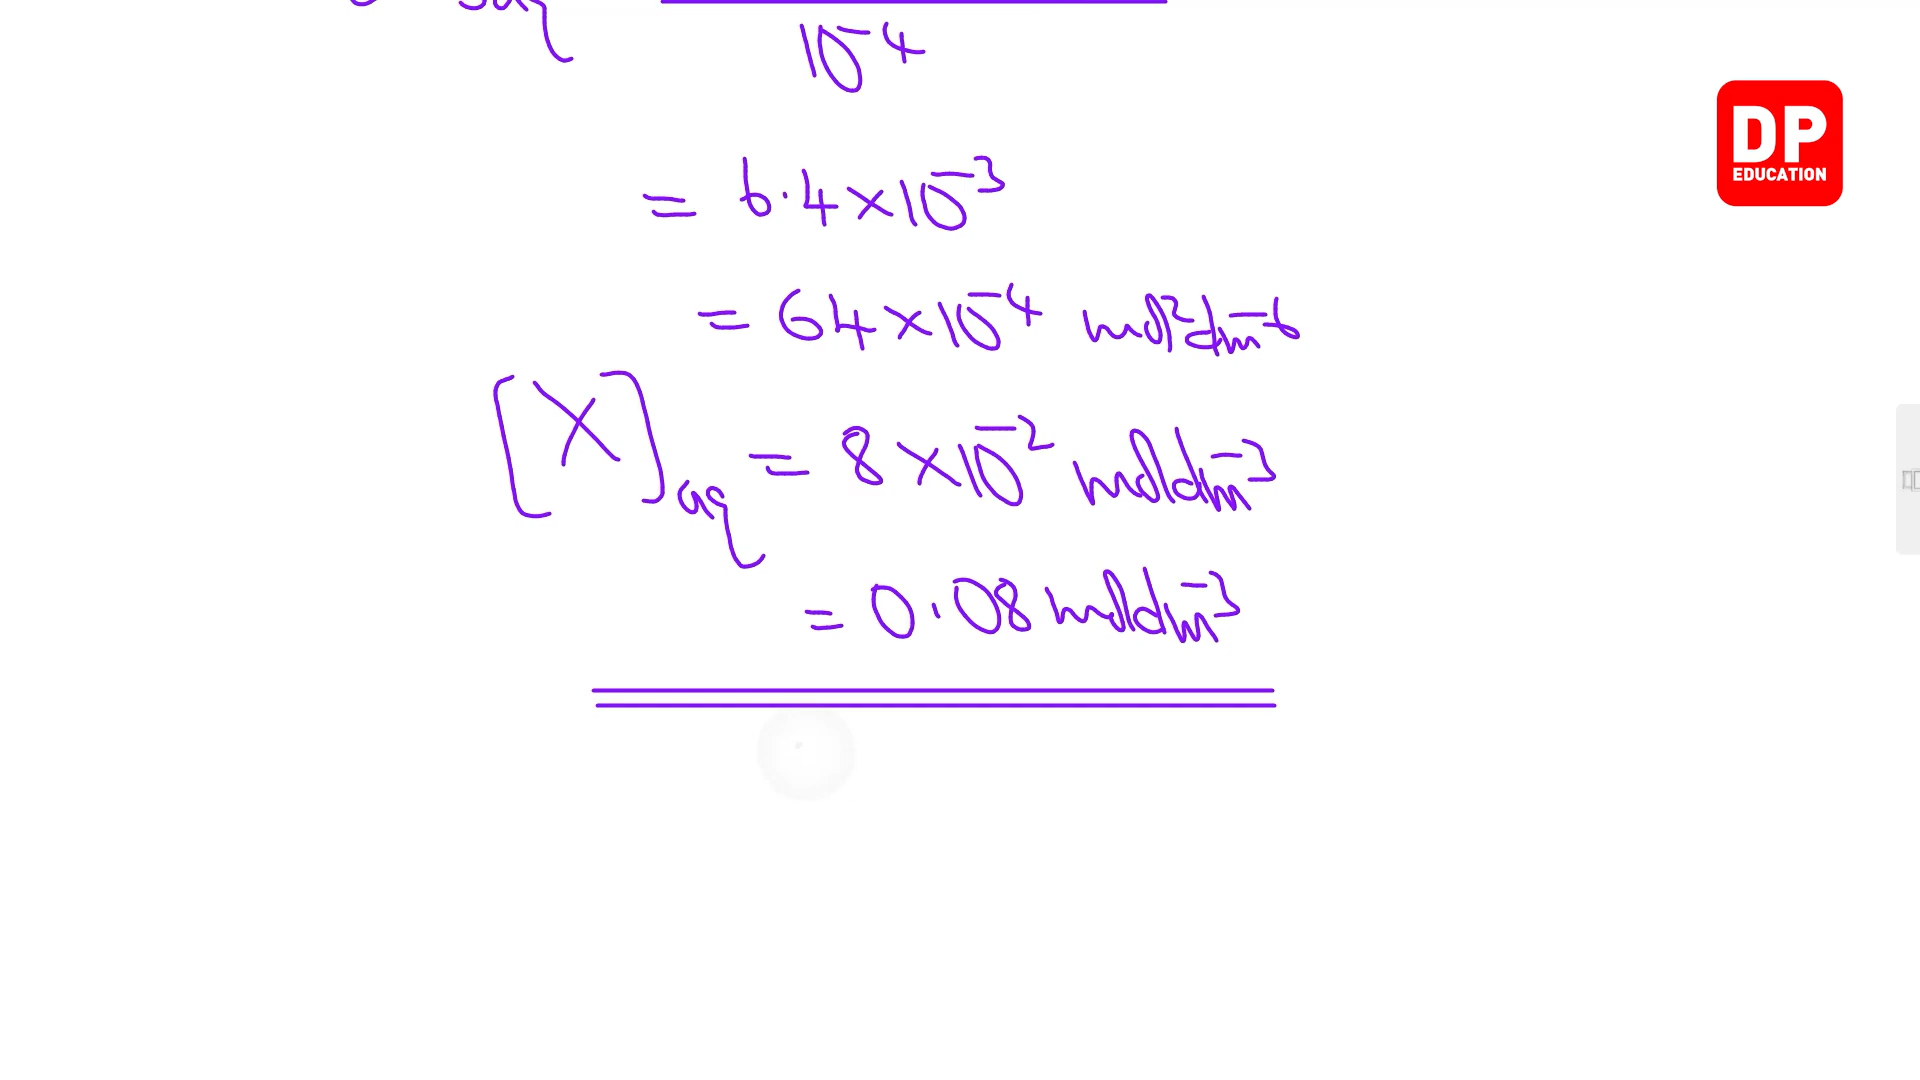 10⁻⁴
DP
EDUCATION
= 6.4×10⁻³
= 64×10⁻⁴ mol²dm⁻⁶
[X]aq = 8×10⁻² moldm⁻³
= 0.08 moldm⁻³